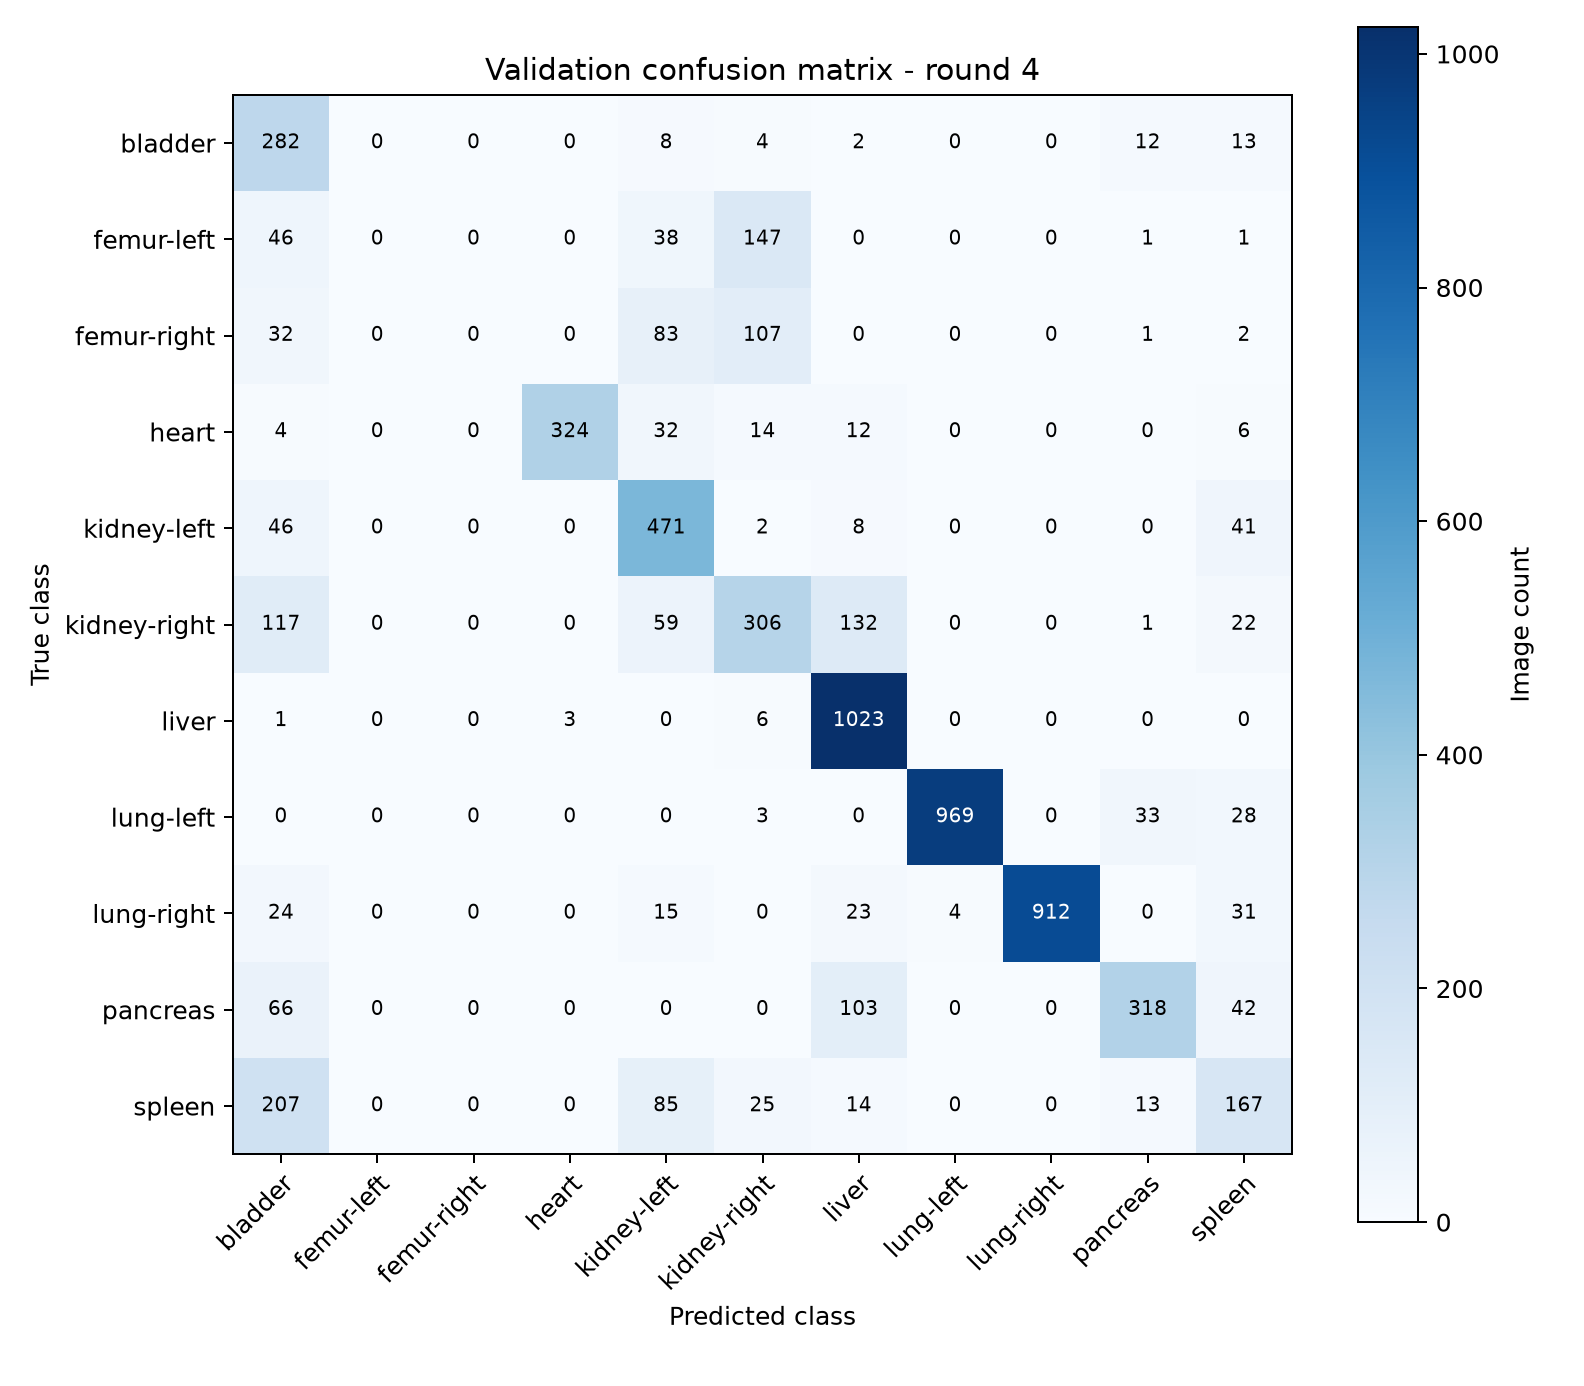 Validation confusion matrix - round 4
bladder 282 0 0 0 8 4 2 0 0 12 13
femur-left 46 0 0 0 38 147 0 0 0 1 1
femur-right 32 0 0 0 83 107 0 0 0 1 2
heart 4 0 0 324 32 14 12 0 0 0 6
kidney-left 46 0 0 0 471 2 8 0 0 0 41
kidney-right 117 0 0 0 59 306 132 0 0 1 22
liver 1 0 0 3 0 6 1023 0 0 0 0
lung-left 0 0 0 0 0 3 0 969 0 33 28
lung-right 24 0 0 0 15 0 23 4 912 0 31
pancreas 66 0 0 0 0 0 103 0 0 318 42
spleen 207 0 0 0 85 25 14 0 0 13 167
bladder femur-left femur-right heart kidney-left kidney-right liver lung-left lung-right pancreas spleen
Predicted class
True class
1000
800
600
400
200
0
Image count